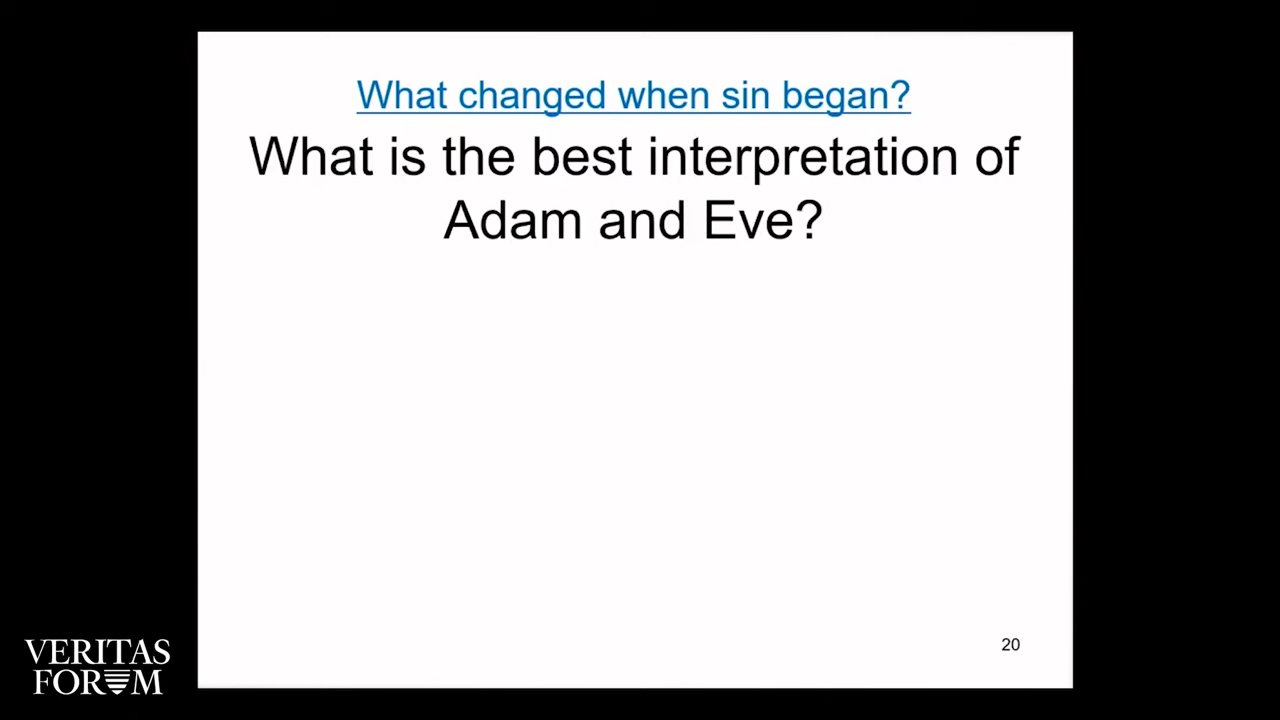 What changed when sin began?
What is the best interpretation of
Adam and Eve?
20
VERITAS
FORUM